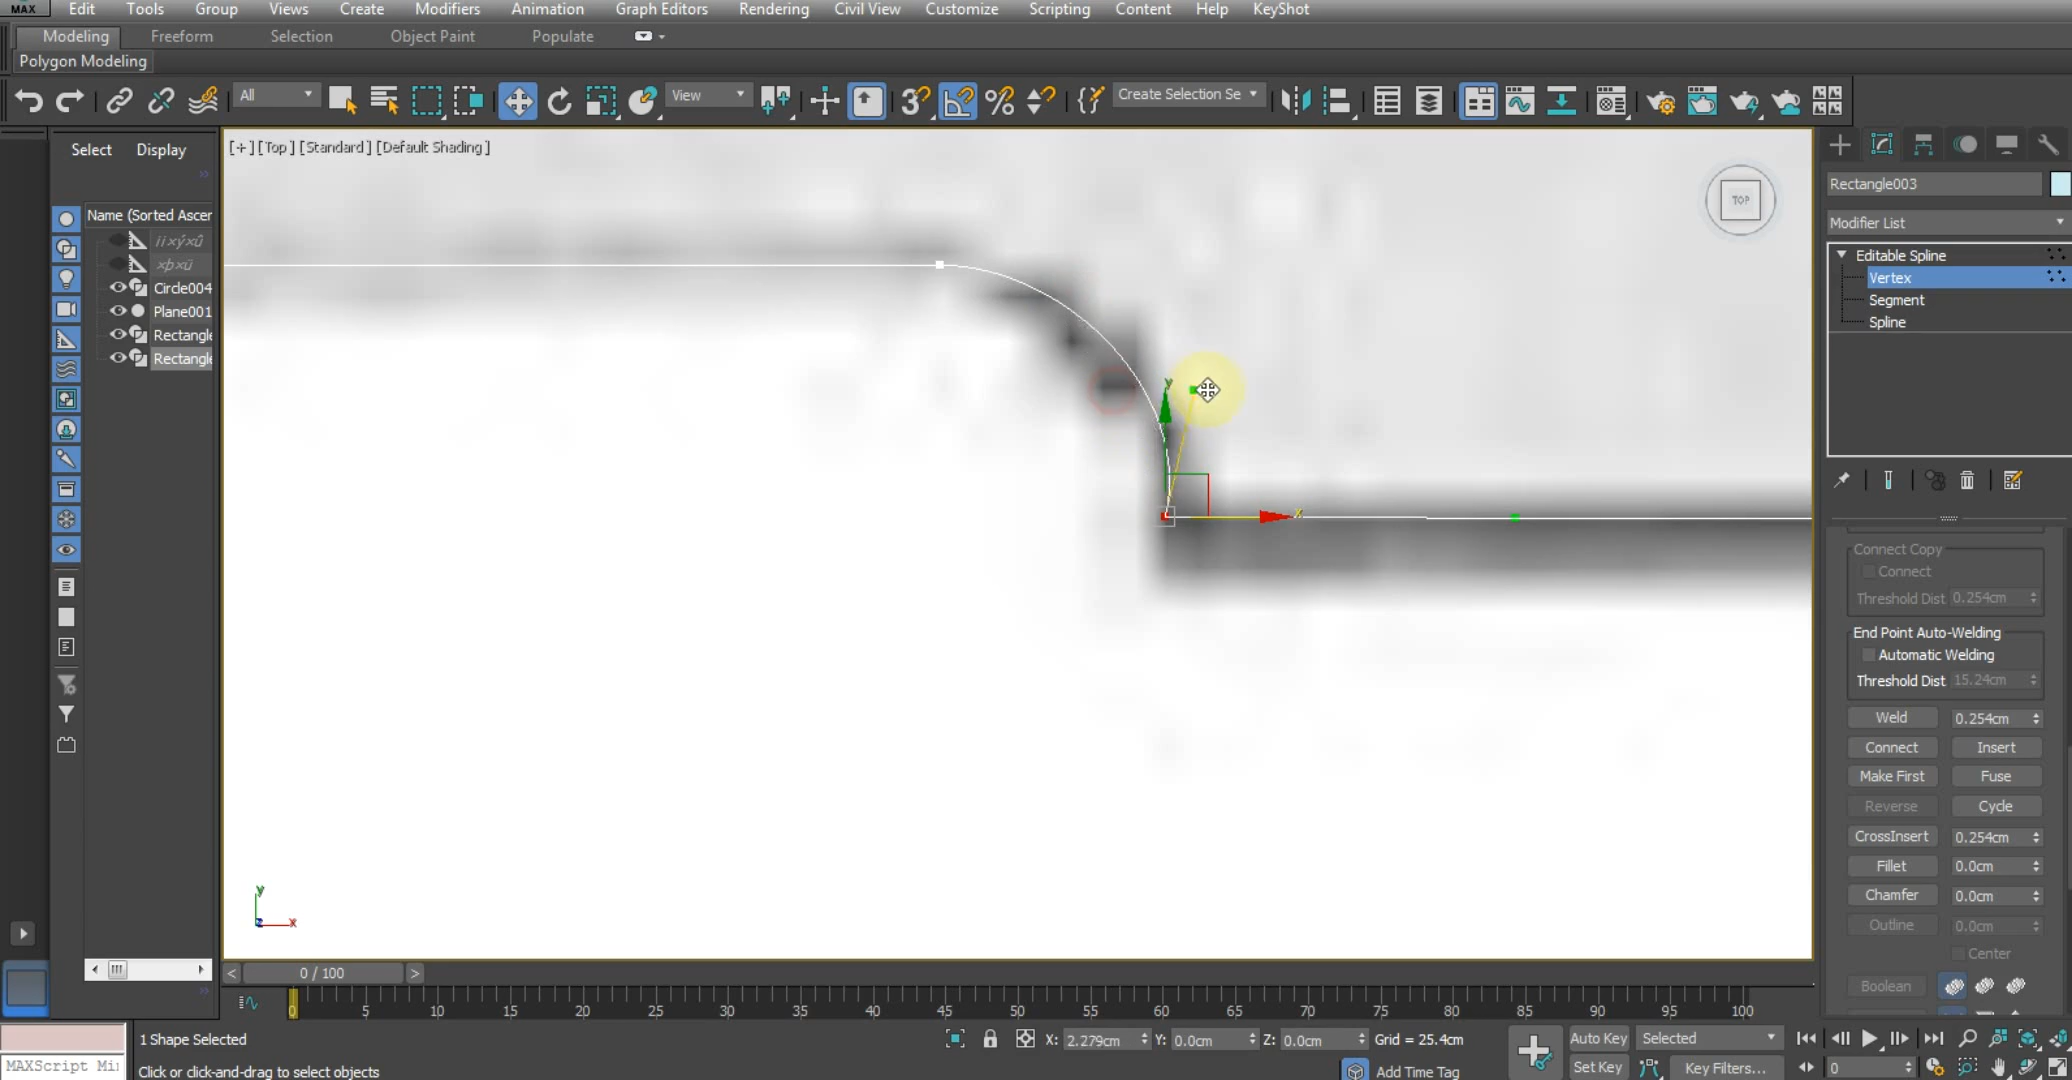 MAX Edit Tools Group Views Create Modifiers Animation Graph Editors Rendering Civil View Customize Scripting Content Help KeyShot
Modeling Freeform Selection Object Paint Populate
Polygon Modeling
All View Create Selection Se
Select Display
[+] [Top] [Standard] [Default Shading]
TOP
Name (Sorted Ascer
Circle004
Plane001
Rectangle
Rectangle
Rectangle003
Modifier List
Editable Spline
Vertex
Segment
Spline
Connect Copy
Connect
Threshold Dist 0.254cm
End Point Auto-Welding
Automatic Welding
Threshold Dist 15.24cm
Weld 0.254cm
Connect Insert
Make First Fuse
Reverse Cycle
CrossInsert 0.254cm
Fillet 0.0cm
Chamfer 0.0cm
Outline 0.0cm
Center
Boolean
y
x
y
x
z
< 0 / 100 >
0 5 10 15 20 25 30 35 40 45 50 55 60 65 70 75 80 85 90 95 100
1 Shape Selected X: 2.279cm Y: 0.0cm Z: 0.0cm Grid = 25.4cm Auto Key Selected
MAXScript Mi Click or click-and-drag to select objects Add Time Tag Set Key Key Filters... 0